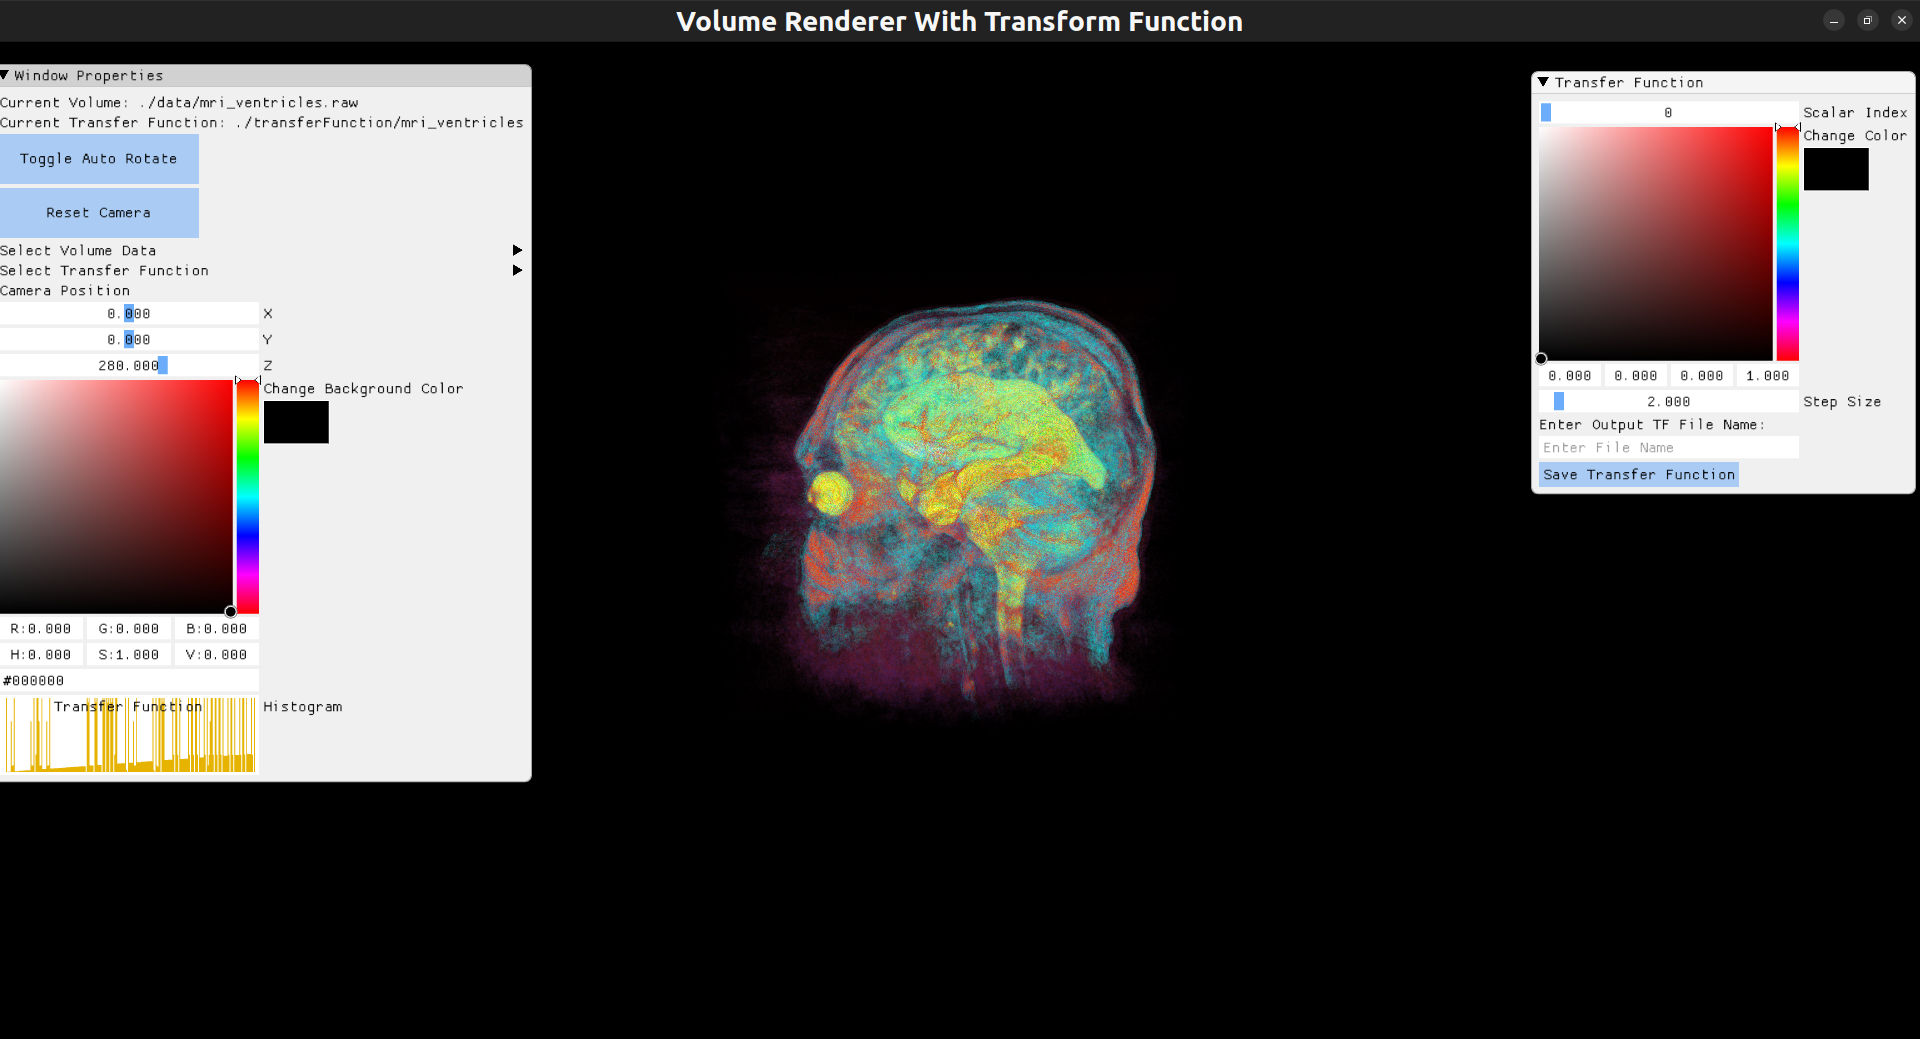 Volume Renderer With Transform Function
Window Properties
Current Volume: ./data/mri_ventricles.raw
Current Transfer Function: ./transferFunction/mri_ventricles
Toggle Auto Rotate
Reset Camera
Select Volume Data
Select Transfer Function
Camera Position
0.000 X
0.000 Y
280.000 Z
Change Background Color
R:0.000 G:0.000 B:0.000
H:0.000 S:1.000 V:0.000
#000000
Transfer Function Histogram
Transfer Function
0 Scalar Index
Change Color
0.000 0.000 0.000 1.000
2.000 Step Size
Enter Output TF File Name:
Enter File Name
Save Transfer Function